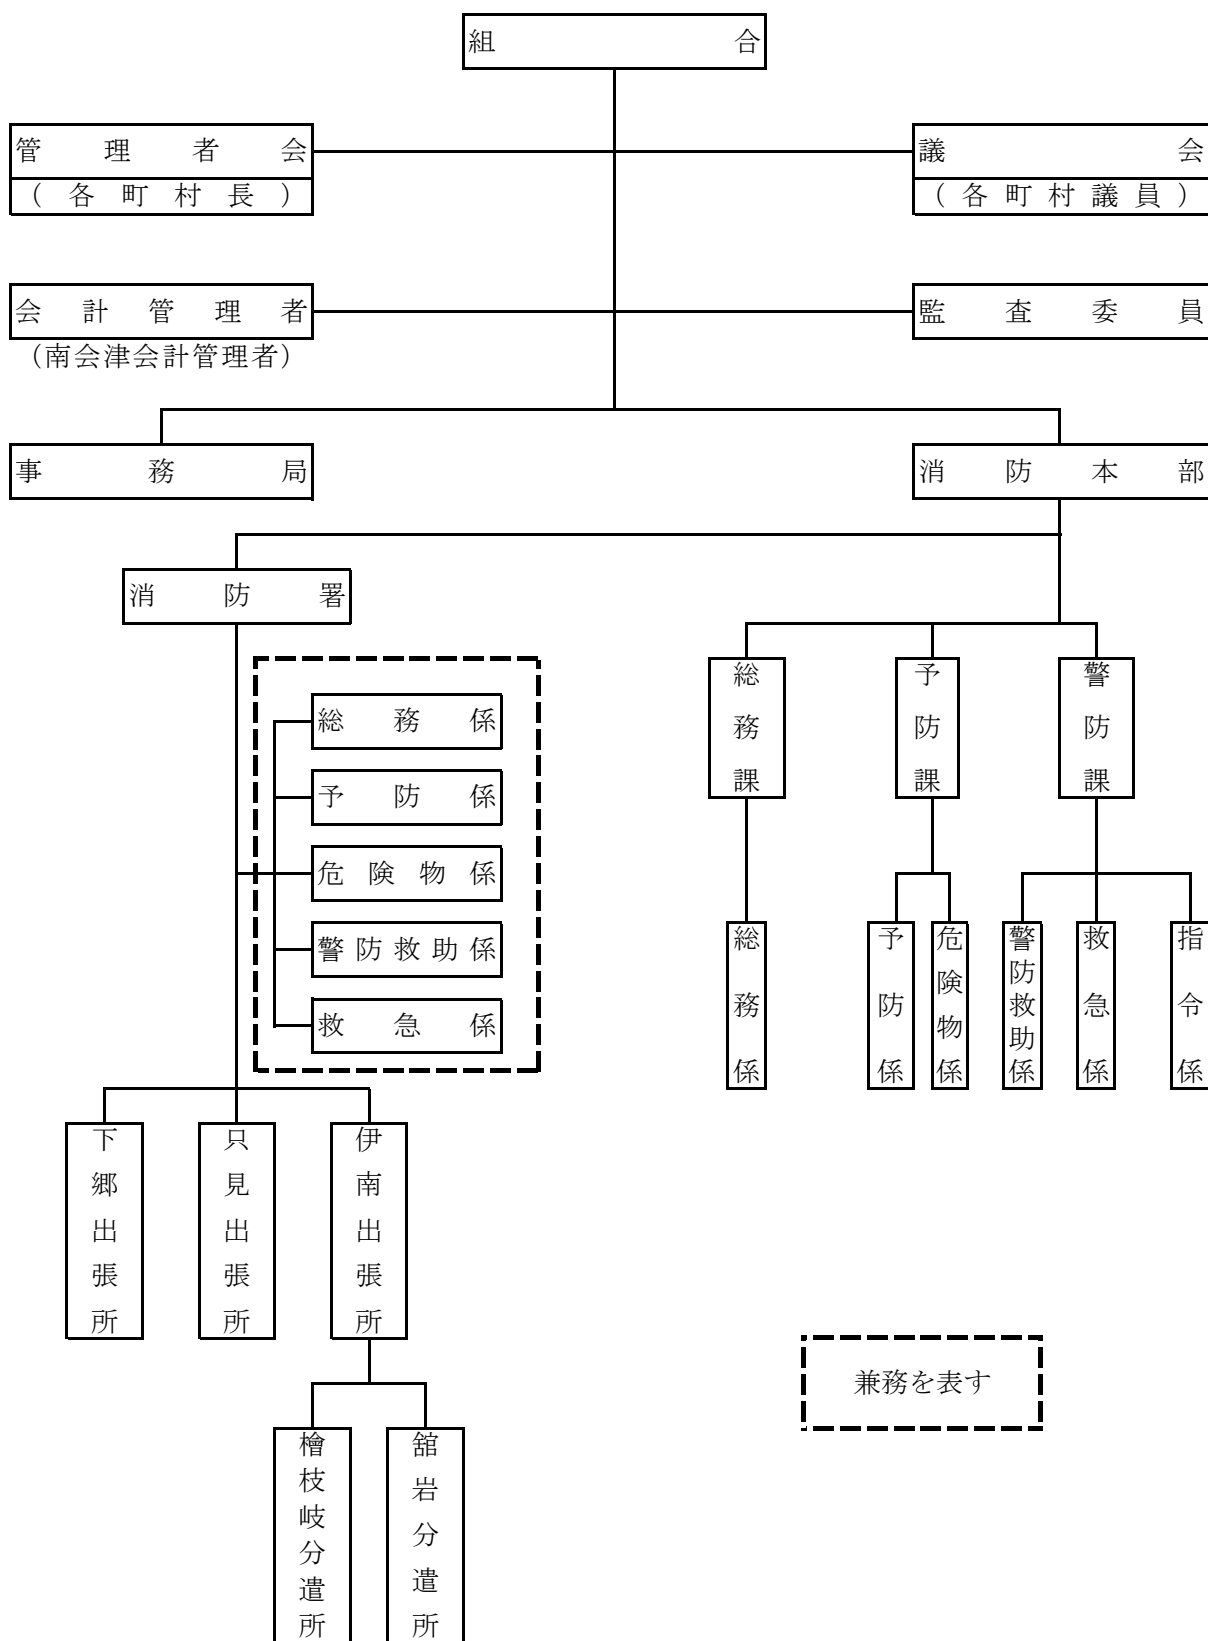 組合
管理者会
(各町村長)
議会
(各町村議員)
会計管理者
(南会津会計管理者)
監査委員
事務局
消防本部
消防署
総務係
予防係
危険物係
警防救助係
救急係
総務課
予防課
警防課
総務係
予防係
危険物係
警防救助係
救急係
指令係
下郷出張所
只見出張所
伊南出張所
檜枝岐分遣所
舘岩分遣所
兼務を表す